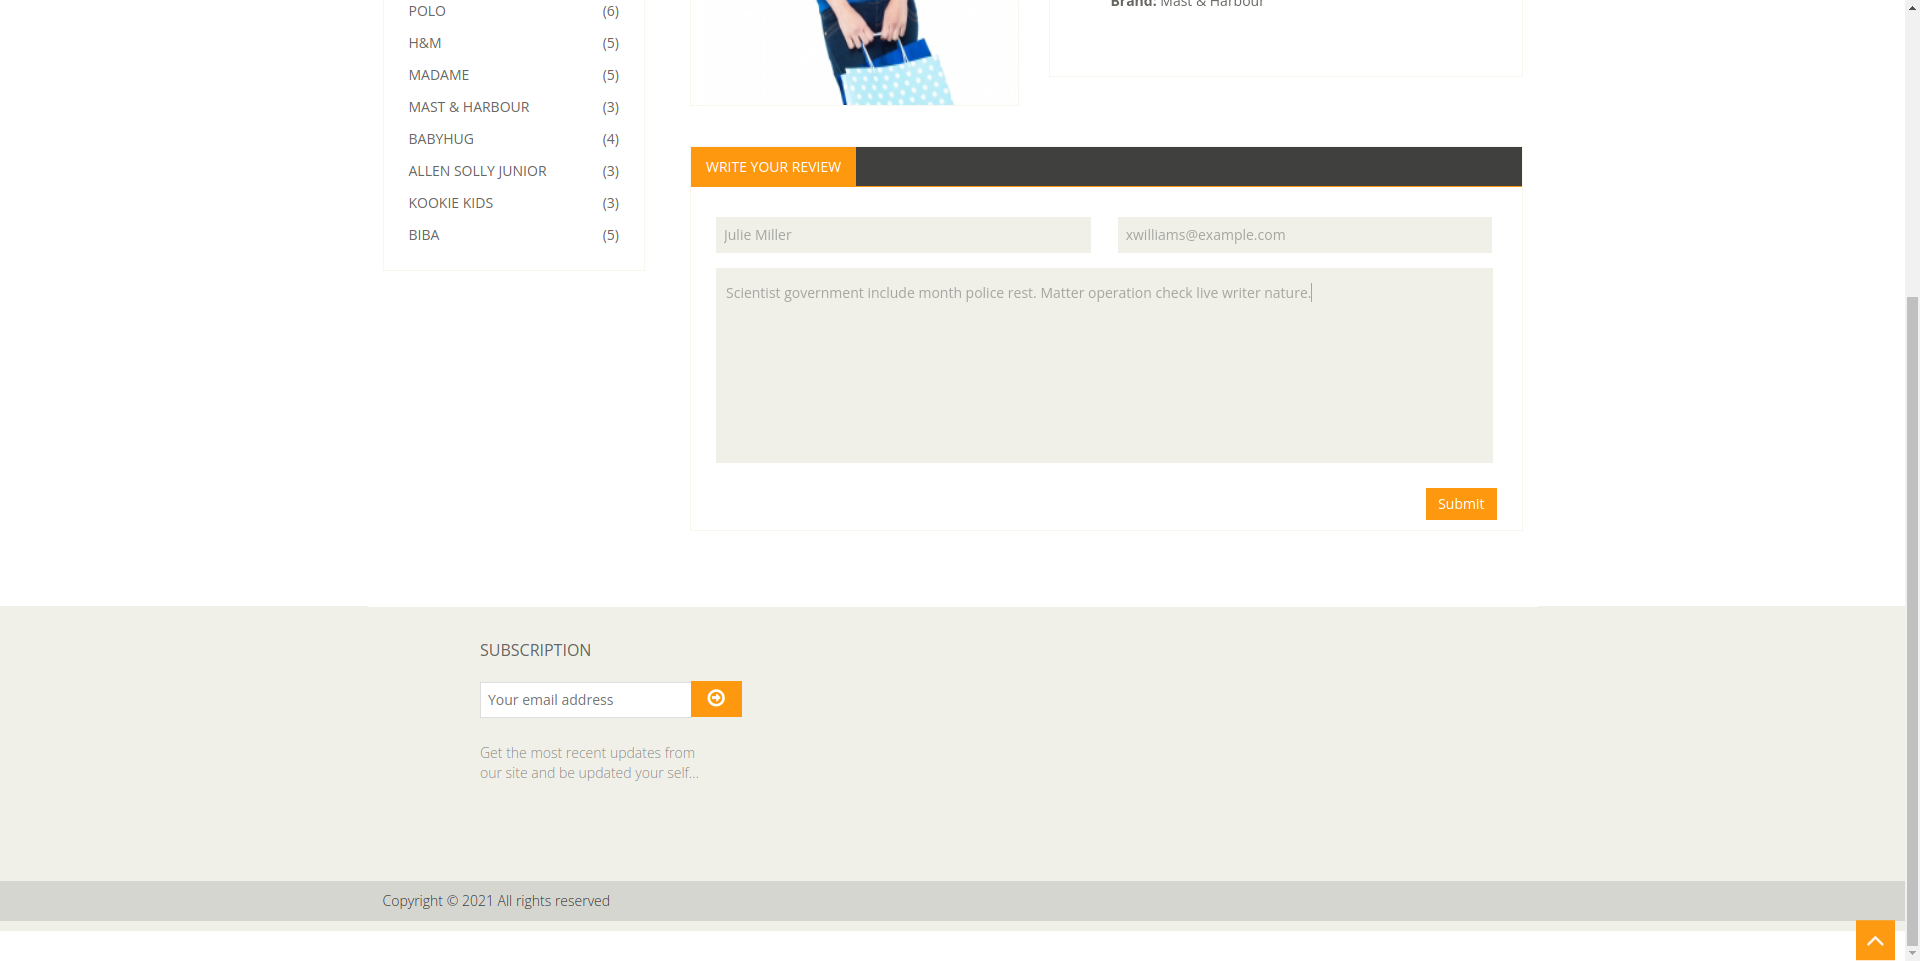 POLO (6)
H&M (5)
MADAME (5)
MAST & HARBOUR (3)
BABYHUG (4)
ALLEN SOLLY JUNIOR (3)
KOOKIE KIDS (3)
BIBA (5)
Brand: Mast & Harbour
WRITE YOUR REVIEW
Julie Miller
xwilliams@example.com
Scientist government include month police rest. Matter operation check live writer nature.
Submit
SUBSCRIPTION
Your email address
Get the most recent updates from
our site and be updated your self...
Copyright © 2021 All rights reserved